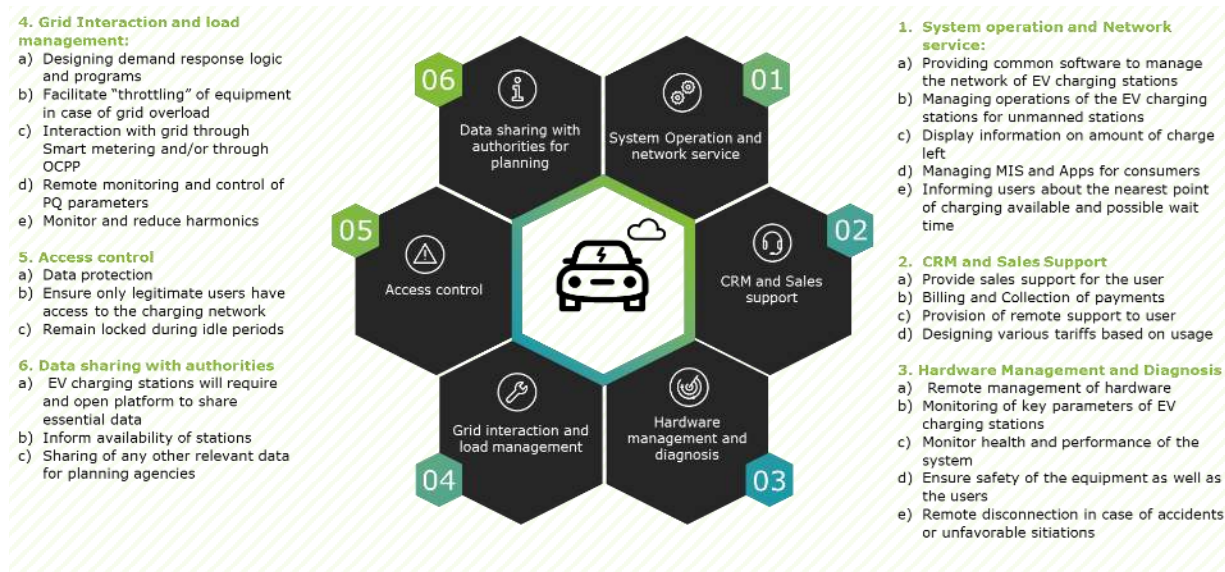 4. Grid Interaction and load
management:
a) Designing demand response logic
and programs
b) Facilitate “throttling” of equipment
in case of grid overload
c) Interaction with grid through
Smart metering and/or through
OCPP
d) Remote monitoring and control of
PQ parameters
e) Monitor and reduce harmonics
5. Access control
a) Data protection
b) Ensure only legitimate users have
access to the charging network
c) Remain locked during idle periods
6. Data sharing with authorities
a) EV charging stations will require
and open platform to share
essential data
b) Inform availability of stations
c) Sharing of any other relevant data
for planning agencies
06
Data sharing with
authorities for
planning
01
System Operation and
network service
05
Access control
02
CRM and Sales
support
04
Grid interaction and
load management
03
Hardware
management and
diagnosis
1. System operation and Network
service:
a) Providing common software to manage
the network of EV charging stations
b) Managing operations of the EV charging
stations for unmanned stations
c) Display information on amount of charge
left
d) Managing MIS and Apps for consumers
e) Informing users about the nearest point
of charging available and possible wait
time
2. CRM and Sales Support
a) Provide sales support for the user
b) Billing and Collection of payments
c) Provision of remote support to user
d) Designing various tariffs based on usage
3. Hardware Management and Diagnosis
a) Remote management of hardware
b) Monitoring of key parameters of EV
charging stations
c) Monitor health and performance of the
system
d) Ensure safety of the equipment as well as
the users
e) Remote disconnection in case of accidents
or unfavorable sitiations